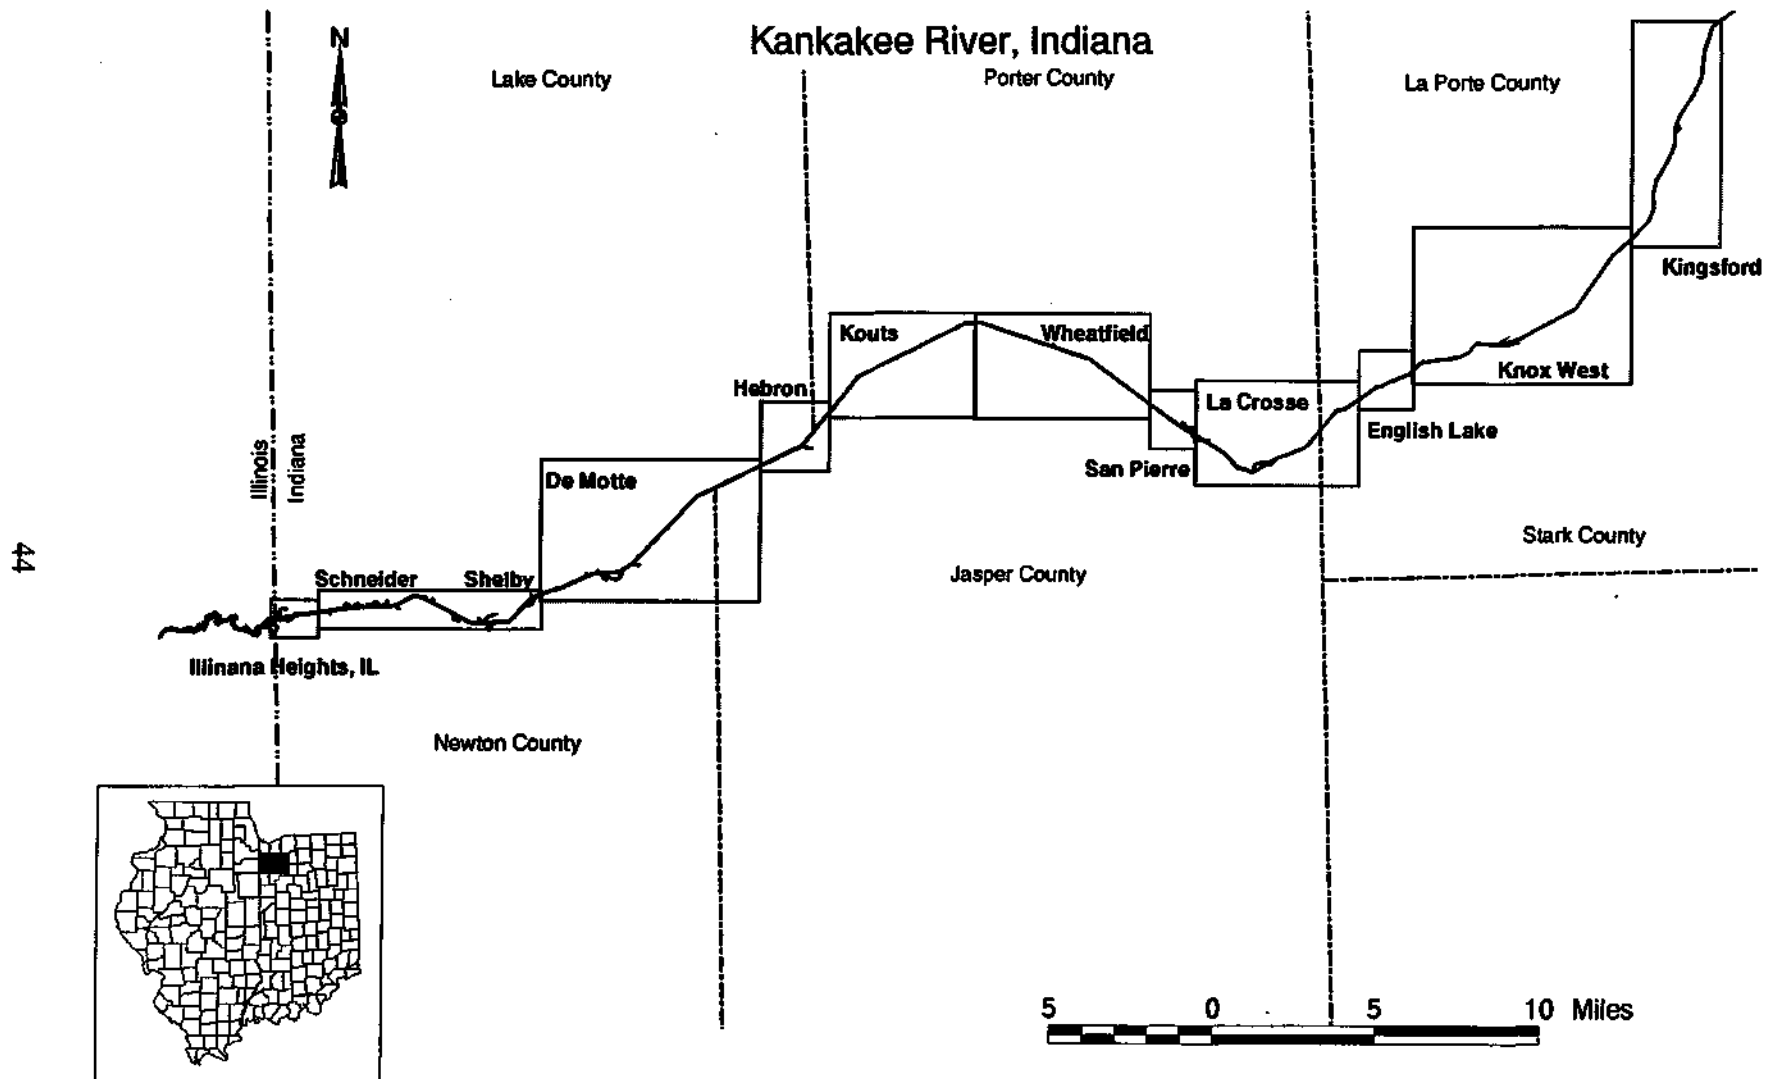 Kankakee River, Indiana
N
Lake County
Porter County
La Porte County
Kingsford
Kouts
Wheatfield
Knox West
Hebron
La Crosse
English Lake
San Pierre
De Motte
Illinois
Indiana
Stark County
Jasper County
Schneider
Shelby
44
Illinana Heights, IL
Newton County
5 0 5 10 Miles